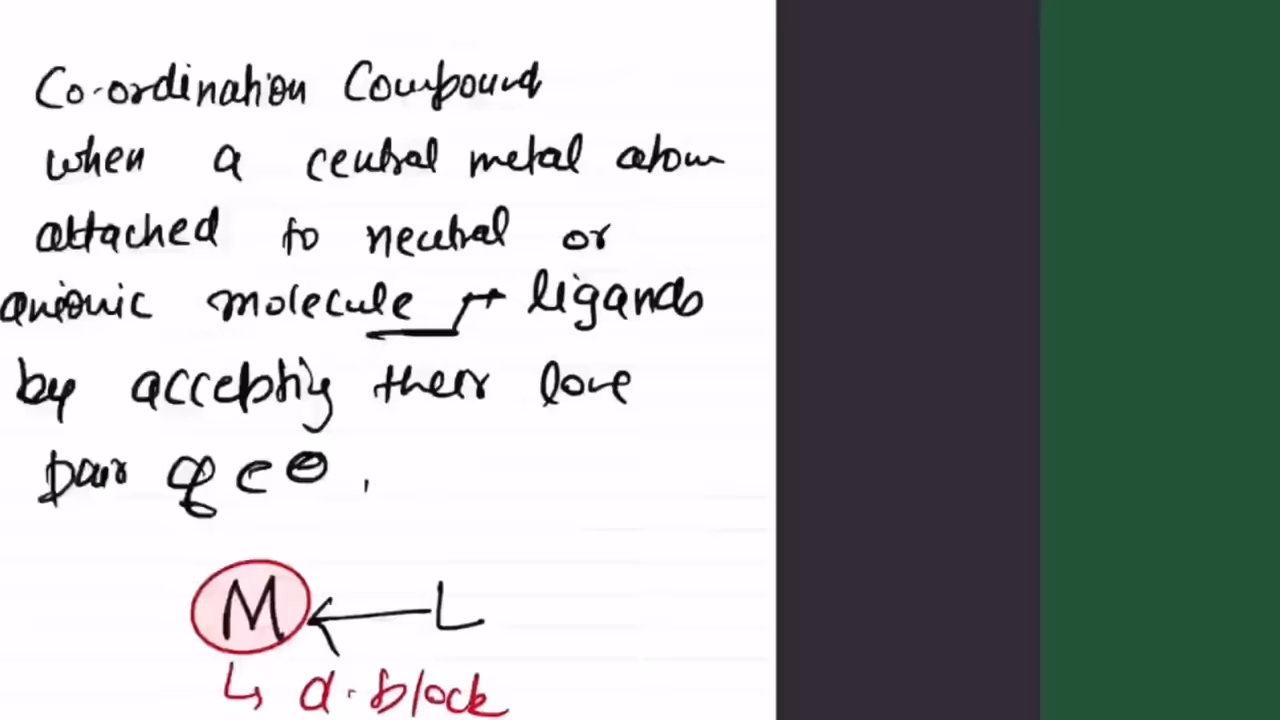 Co-ordination Compound
when a central metal atom
attached to neutral or
anionic molecule → ligands
by accepting their lone
pair of e⊖.
M ← L
↳ d-block